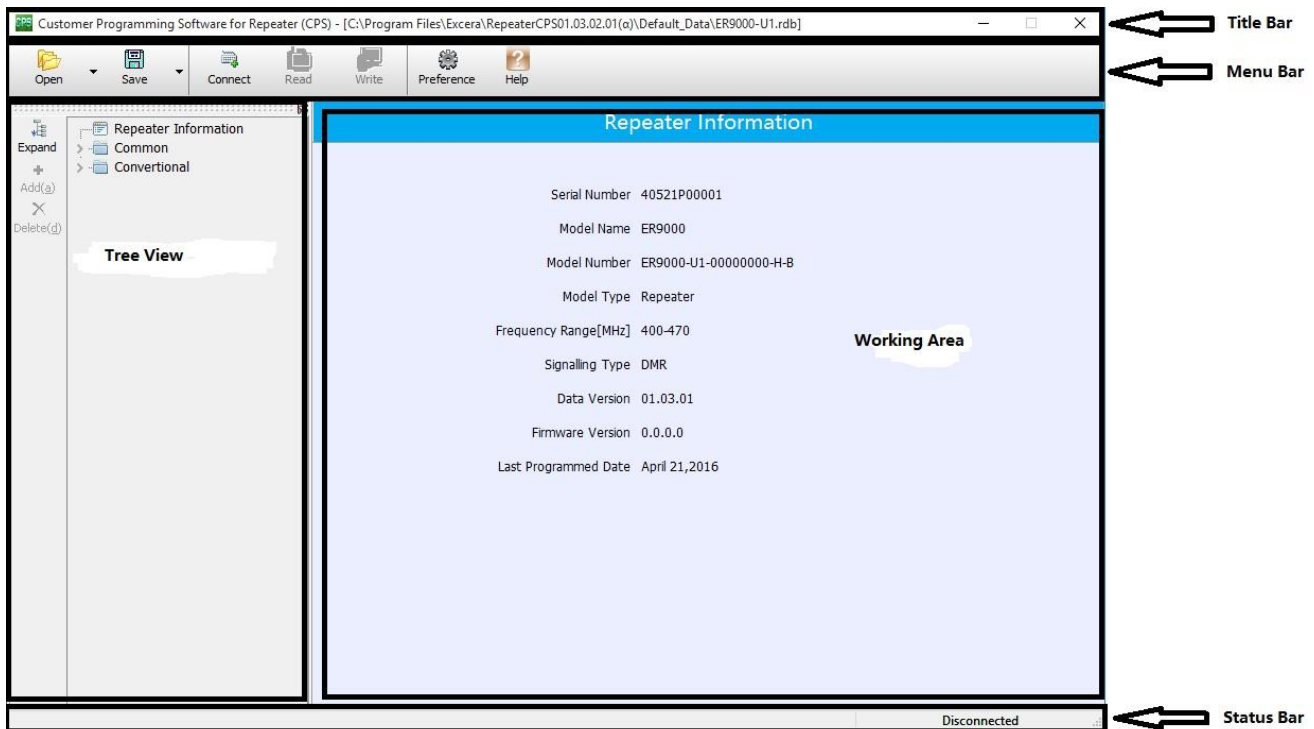 Customer Programming Software for Repeater (CPS) - [C:\Program Files\Excera\RepeaterCPS01.03.02.01(α)\Default_Data\ER9000-U1.rdb]
Title Bar
Open Save Connect Read Write Preference Help
Menu Bar
Expand
Add(a)
Delete(d)
Repeater Information
Common
Convertional
Tree View
Repeater Information
Serial Number 40521P00001
Model Name ER9000
Model Number ER9000-U1-00000000-H-B
Model Type Repeater
Frequency Range[MHz] 400-470
Signalling Type DMR
Data Version 01.03.01
Firmware Version 0.0.0.0
Last Programmed Date April 21,2016
Working Area
Disconnected
Status Bar